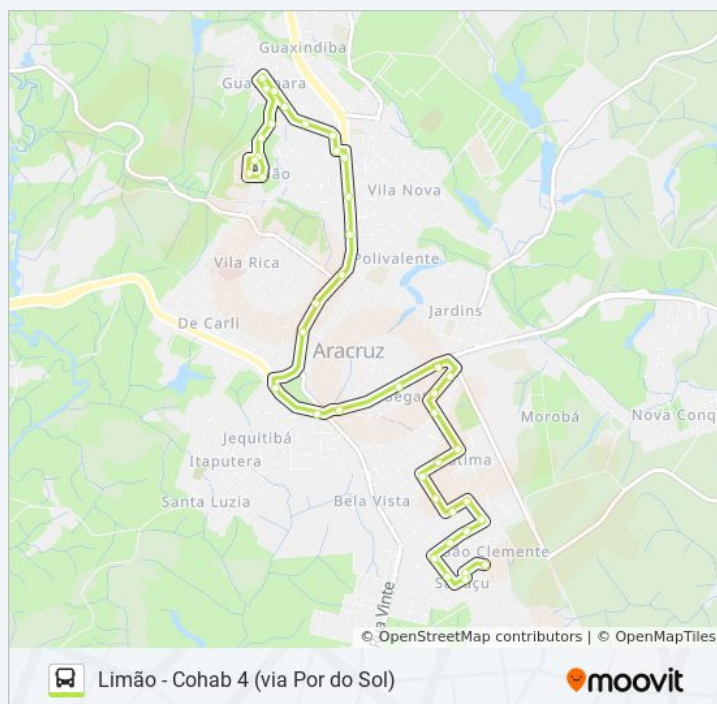 Guaxindiba
Vila Nova
Vila Rica
Polivalente
De Carli
Jardins
Aracruz
Morobá
Jequitibá
Itaputera
Santa Luzia
Bela Vista
© OpenStreetMap contributors | © OpenMapTiles
Limão - Cohab 4 (via Por do Sol)
moovit